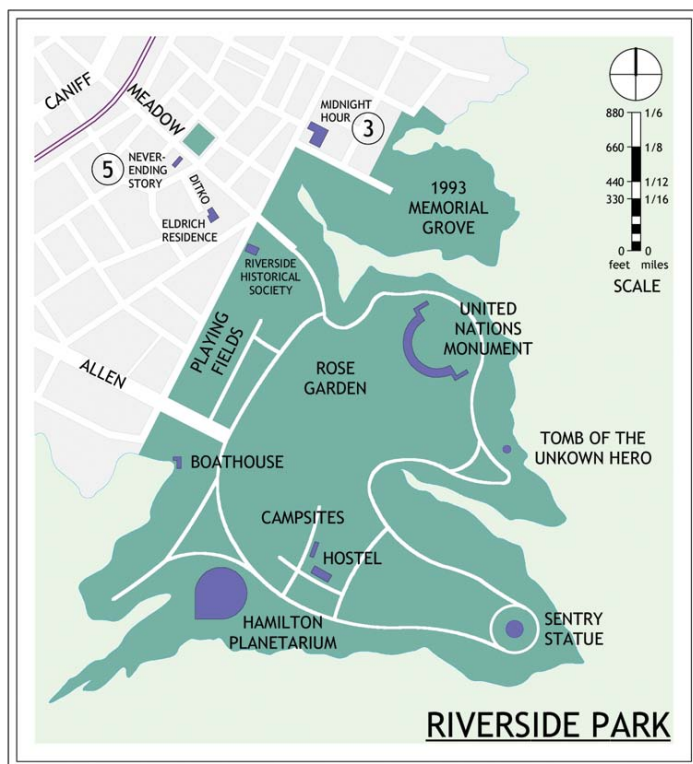 CANIFF
MEADOW
MIDNIGHT
HOUR
3
5
NEVER-
ENDING
STORY
DITKO
ELDRICH
RESIDENCE
1993
MEMORIAL
GROVE
880 1/6
660 1/8
440 1/12
330 1/16
0 0
feet miles
SCALE
RIVERSIDE
HISTORICAL
SOCIETY
UNITED
NATIONS
MONUMENT
PLAYING
FIELDS
ROSE
GARDEN
ALLEN
TOMB OF THE
UNKOWN HERO
BOATHOUSE
CAMPSITES
HOSTEL
HAMILTON
PLANETARIUM
SENTRY
STATUE
RIVERSIDE PARK